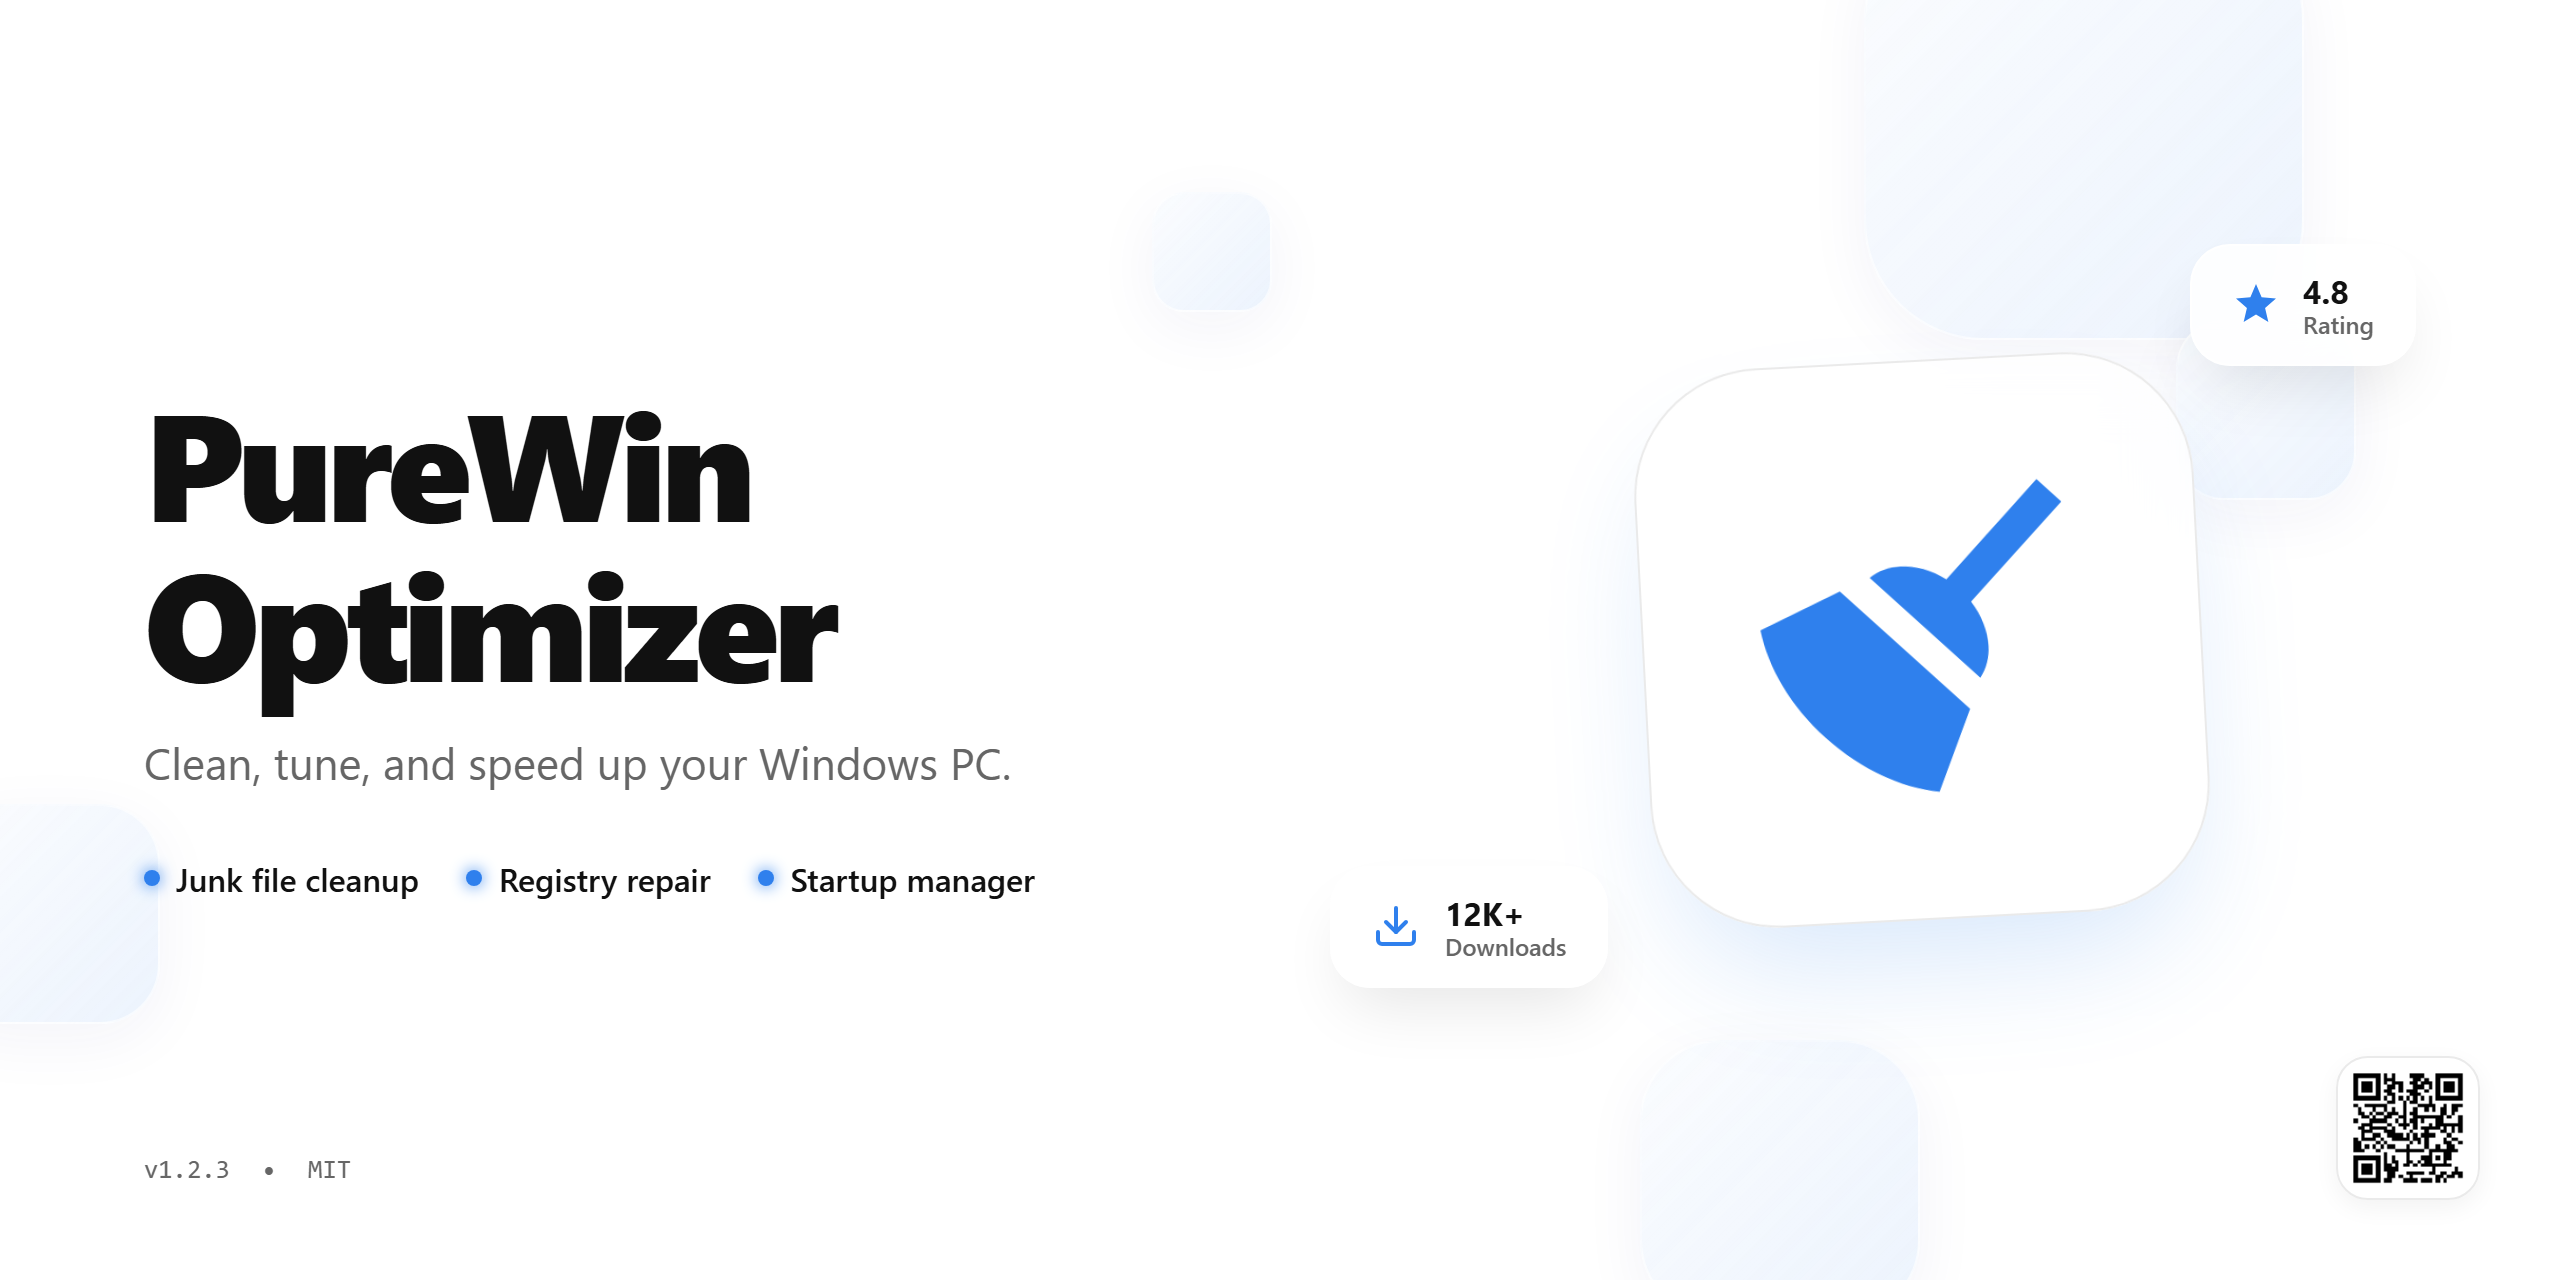 PureWin
Optimizer
Clean, tune, and speed up your Windows PC.
Junk file cleanup
Registry repair
Startup manager
4.8
Rating
12K+
Downloads
v1.2.3 • MIT